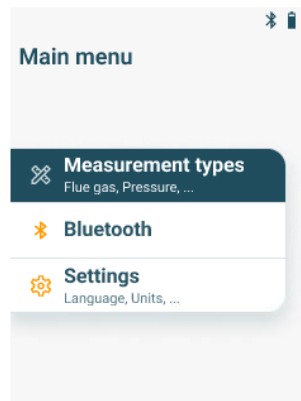 Main menu
Measurement types
Flue gas, Pressure, ...
Bluetooth
Settings
Language, Units, ...